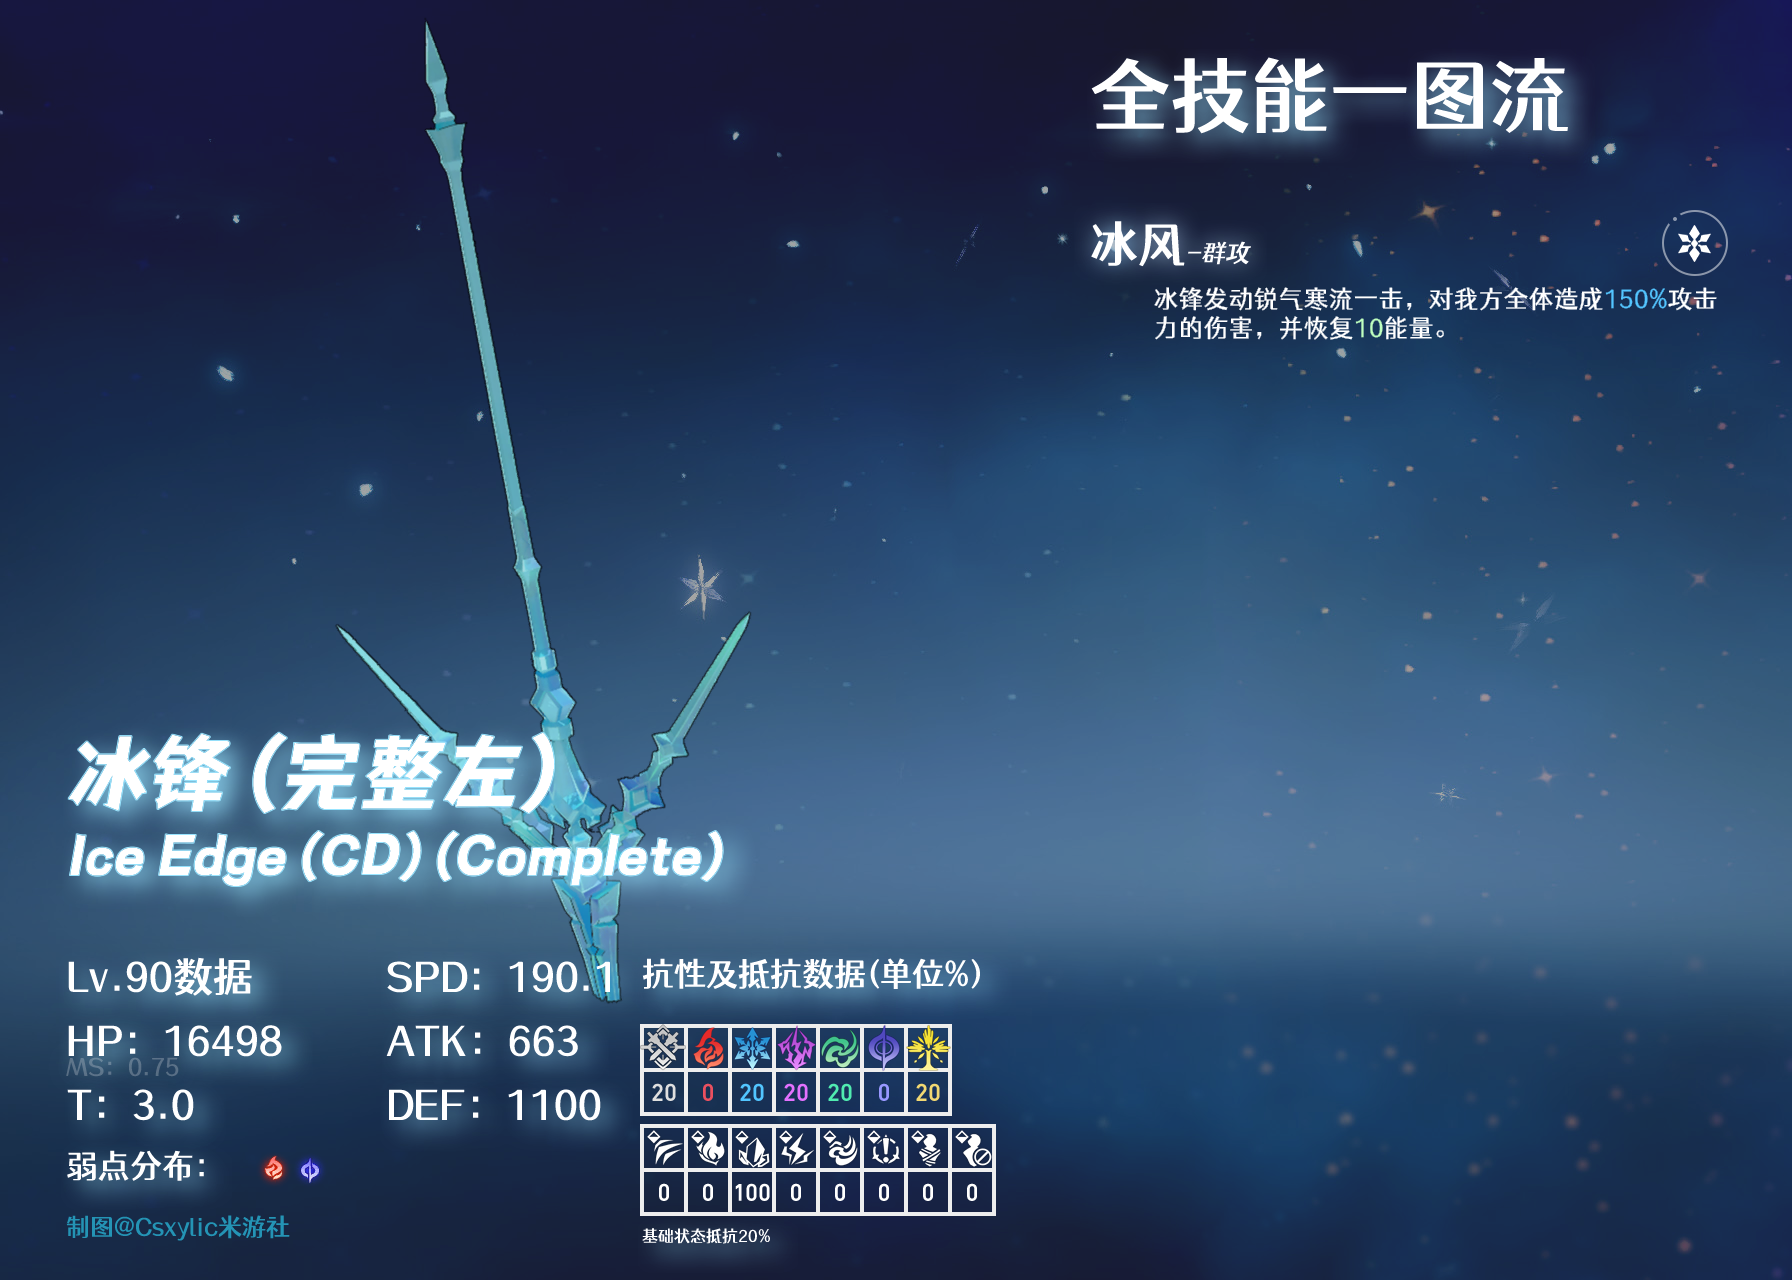 全技能一图流
冰风-群攻
冰锋发动锐气寒流一击，对我方全体造成150%攻击
力的伤害，并恢复10能量。
冰锋（完整左）
Ice Edge (CD) (Complete)
Lv.90数据
SPD：190.1
HP：16498
ATK：663
MS：0.75
T：3.0
DEF：1100
弱点分布：
制图@Csxylic米游社
抗性及抵抗数据(单位%)
20 0 20 20 20 0 20
0 0 100 0 0 0 0 0
基础状态抵抗20%